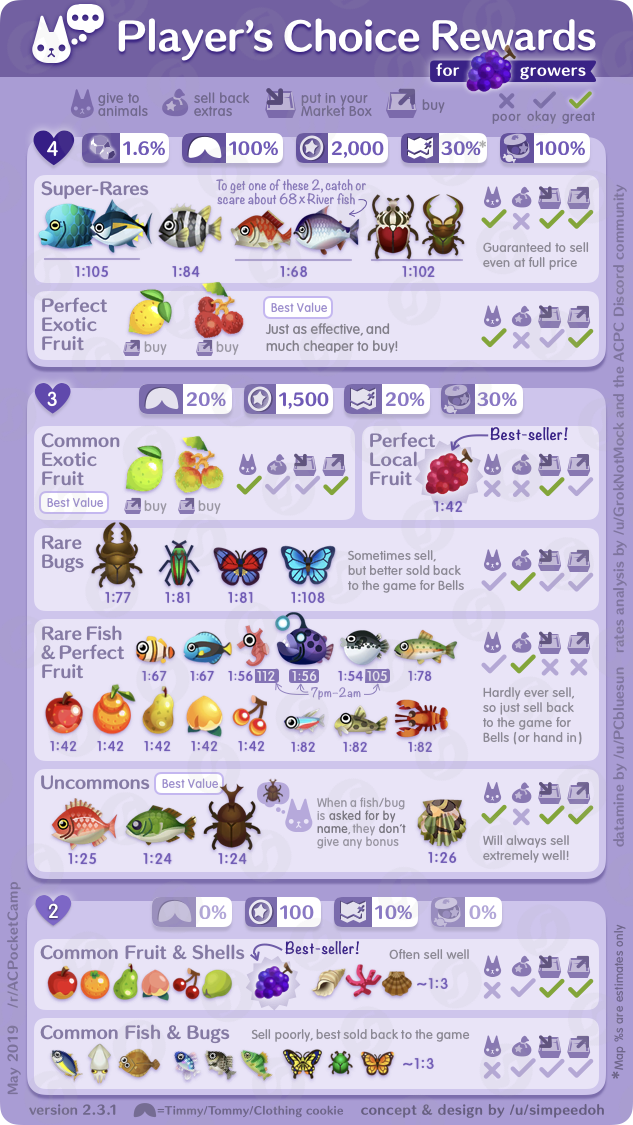 Player's Choice Rewards
for growers
give to
animals
sell back
extras
put in your
Market Box
buy
poor okay great
4
1.6%
100%
2,000
30%*
100%
Super-Rares
To get one of these 2, catch or
scare about 68x River fish
1:105
1:84
1:68
1:102
Guaranteed to sell
even at full price
Perfect
Exotic
Fruit
buy
buy
Best Value
Just as effective, and
much cheaper to buy!
3
20%
1,500
20%
30%
Common
Exotic
Fruit
Best Value
buy
buy
Perfect
Local
Fruit
Best-seller!
1:42
Rare
Bugs
1:77
1:81
1:81
1:108
Sometimes sell,
but better sold back
to the game for Bells
Rare Fish
& Perfect
Fruit
1:67
1:67
1:56 112
1:56
1:54 105
1:78
7pm-2am
1:42
1:42
1:42
1:42
1:42
1:82
1:82
1:82
Hardly ever sell,
so just sell back
to the game for
Bells (or hand in)
Uncommons
Best Value
1:25
1:24
1:24
When a fish/bug
is asked for by
name, they don't
give any bonus
1:26
Will always sell
extremely well!
2
0%
100
10%
0%
Common Fruit & Shells
Best-seller!
Often sell well
~1:3
Common Fish & Bugs
Sell poorly, best sold back to the game
~1:3
version 2.3.1
=Timmy/Tommy/Clothing cookie
concept & design by /u/simpeedoh
May 2019 /r/ACPocketCamp
datamine by /u/PCbluesun rates analysis by /u/GrokNotMock and the ACPC Discord community
*Map %s are estimates only